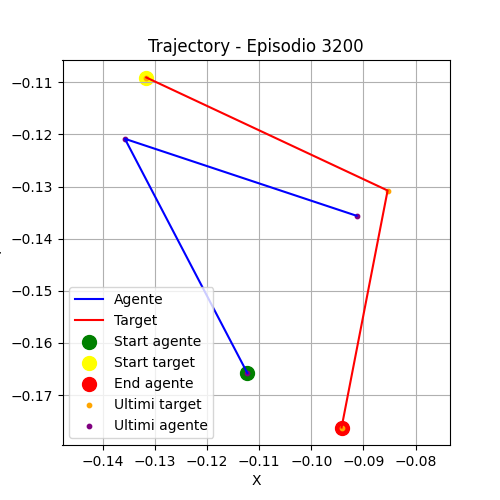 Trajectory - Episodio 3200
−0.11
−0.12
−0.13
−0.14
−0.15
−0.16
−0.17
Agente
Target
Start agente
Start target
End agente
Ultimi target
Ultimi agente
−0.14 −0.13 −0.12 −0.11 −0.10 −0.09 −0.08
X